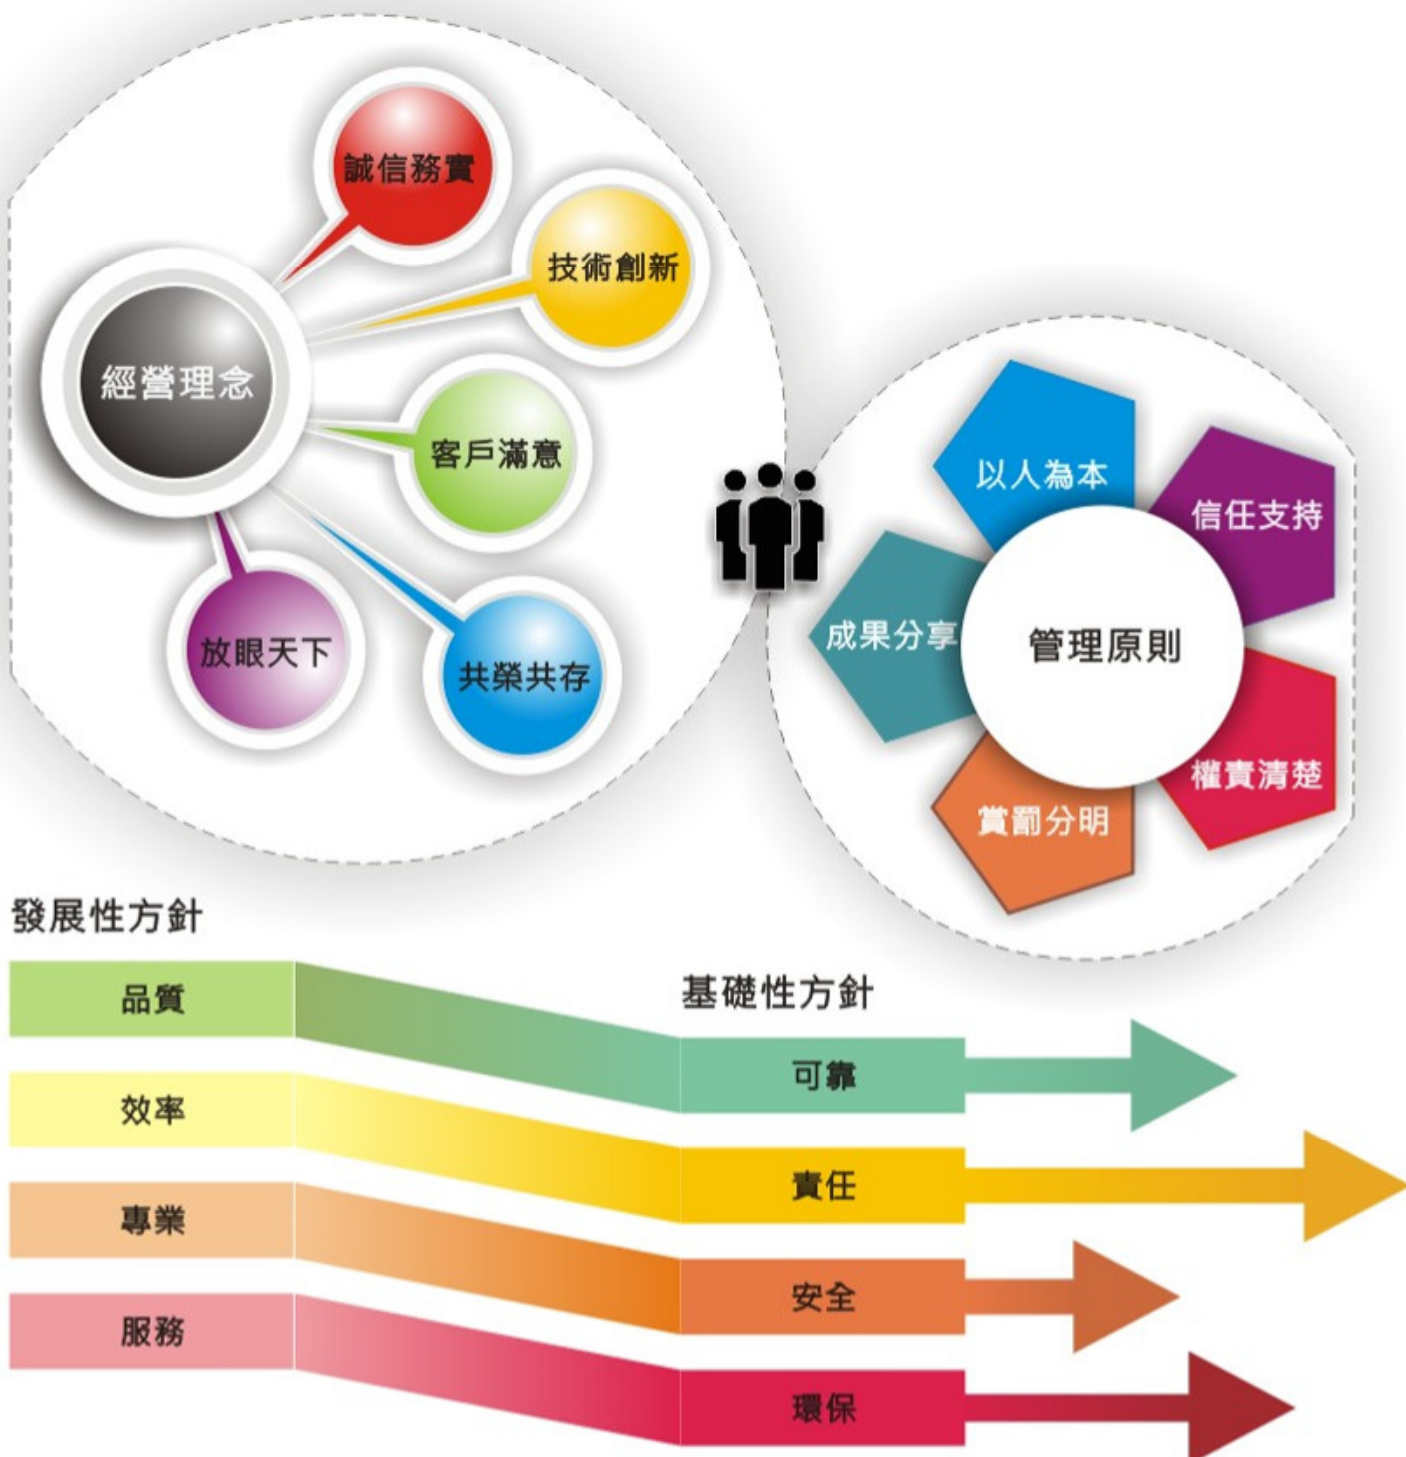 誠信務實
技術創新
經營理念
客戶滿意
放眼天下
共榮共存
以人為本
信任支持
成果分享
管理原則
權責清楚
賞罰分明
發展性方針
品質
效率
專業
服務
基礎性方針
可靠
責任
安全
環保